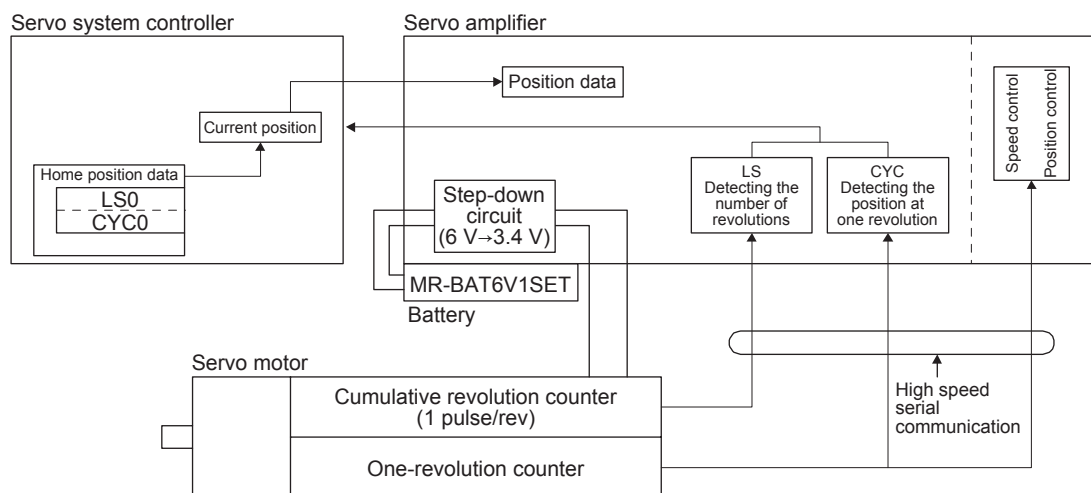 Servo system controller
Servo amplifier
Position data
Current position
Home position data
LS0
CYC0
Step-down
circuit
(6 V→3.4 V)
MR-BAT6V1SET
Battery
LS
Detecting the
number of
revolutions
CYC
Detecting the
position at
one revolution
Speed control
Position control
Servo motor
Cumulative revolution counter
(1 pulse/rev)
One-revolution counter
High speed
serial
communication